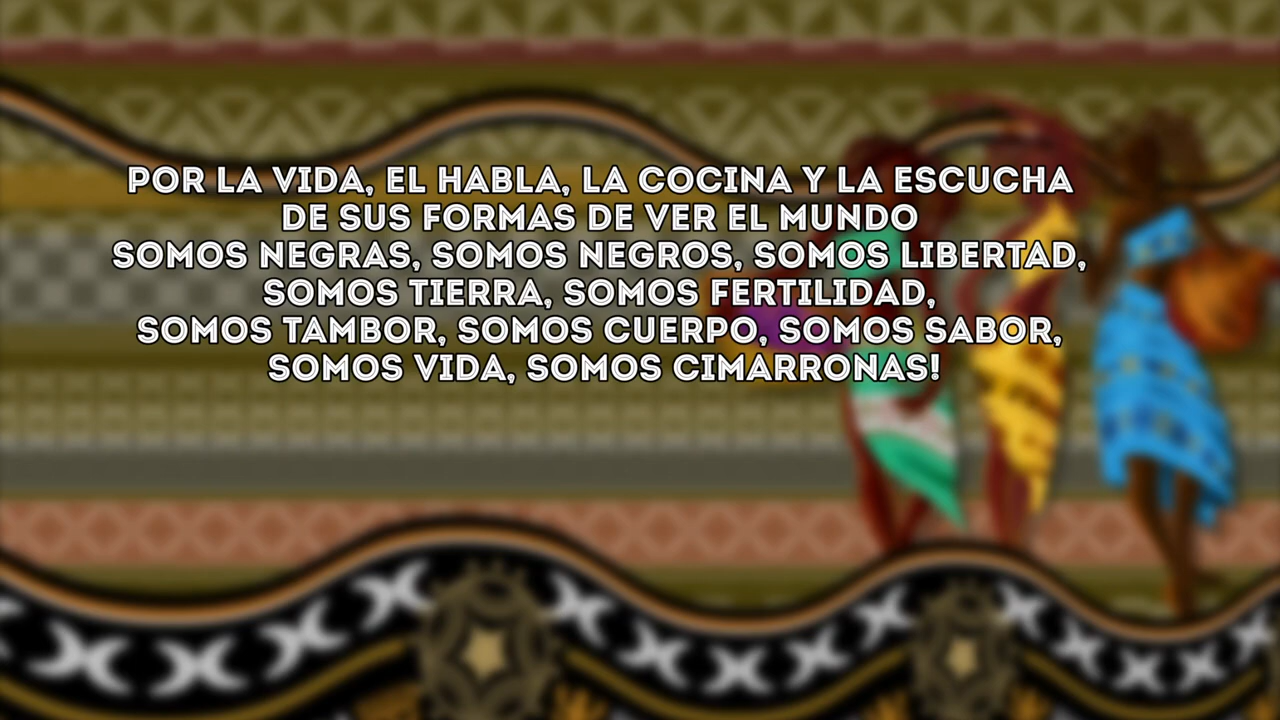 POR LA VIDA, EL HABLA, LA COCINA Y LA ESCUCHA
DE SUS FORMAS DE VER EL MUNDO
SOMOS NEGRAS, SOMOS NEGROS, SOMOS LIBERTAD,
SOMOS TIERRA, SOMOS FERTILIDAD,
SOMOS TAMBOR, SOMOS CUERPO, SOMOS SABOR,
SOMOS VIDA, SOMOS CIMARRONAS!